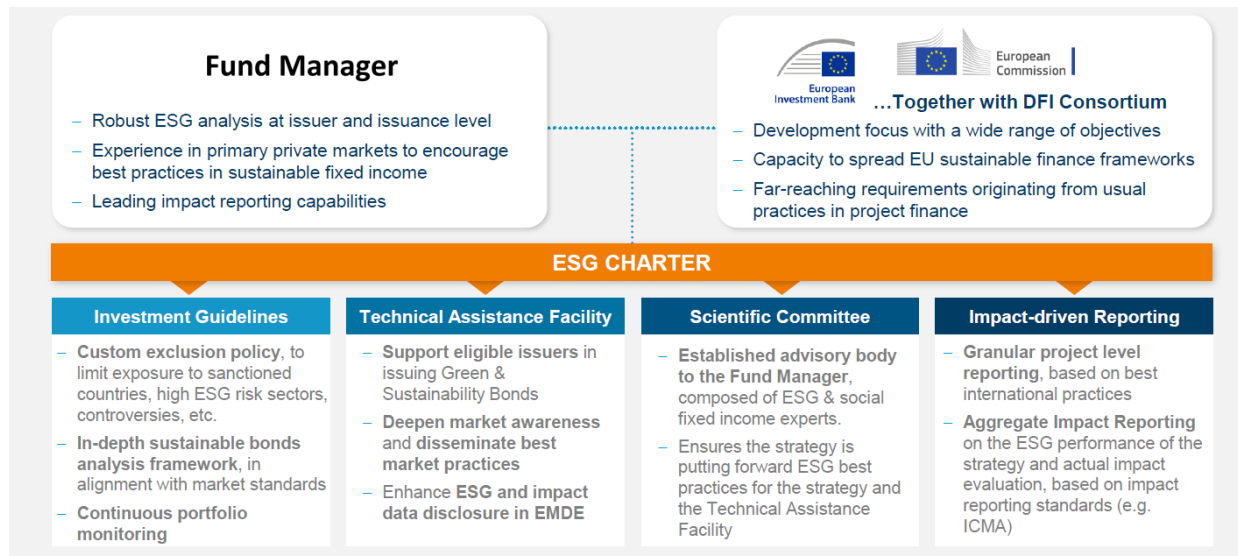 Fund Manager
– Robust ESG analysis at issuer and issuance level
– Experience in primary private markets to encourage
best practices in sustainable fixed income
– Leading impact reporting capabilities
European
Investment Bank
European
Commission
…Together with DFI Consortium
– Development focus with a wide range of objectives
– Capacity to spread EU sustainable finance frameworks
– Far-reaching requirements originating from usual
practices in project finance
ESG CHARTER
Investment Guidelines
– Custom exclusion policy, to
limit exposure to sanctioned
countries, high ESG risk sectors,
controversies, etc.
– In-depth sustainable bonds
analysis framework, in
alignment with market standards
– Continuous portfolio
monitoring
Technical Assistance Facility
– Support eligible issuers in
issuing Green &
Sustainability Bonds
– Deepen market awareness
and disseminate best
market practices
– Enhance ESG and impact
data disclosure in EMDE
Scientific Committee
– Established advisory body
to the Fund Manager,
composed of ESG & social
fixed income experts.
– Ensures the strategy is
putting forward ESG best
practices for the strategy and
the Technical Assistance
Facility
Impact-driven Reporting
– Granular project level
reporting, based on best
international practices
– Aggregate Impact Reporting
on the ESG performance of the
strategy and actual impact
evaluation, based on impact
reporting standards (e.g.
ICMA)